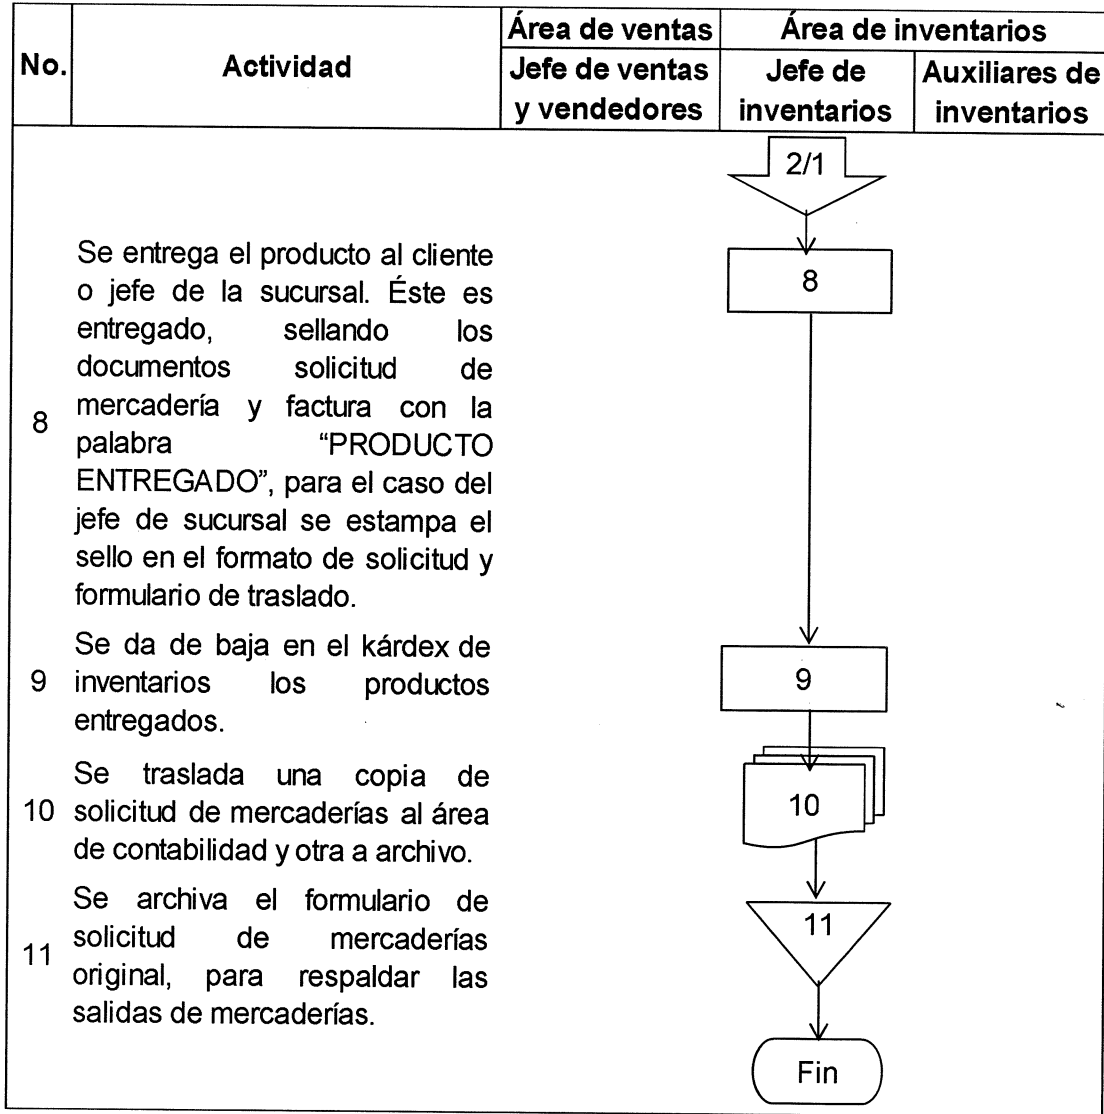 No.
Actividad
Área de ventas
Jefe de ventas
y vendedores
Área de inventarios
Jefe de
inventarios
Auxiliares de
inventarios
2/1
8
Se entrega el producto al cliente
o jefe de la sucursal. Éste es
entregado, sellando los
documentos solicitud de
mercadería y factura con la
palabra “PRODUCTO
ENTREGADO”, para el caso del
jefe de sucursal se estampa el
sello en el formato de solicitud y
formulario de traslado.
8
9
Se da de baja en el kárdex de
inventarios los productos
entregados.
9
10
Se traslada una copia de
solicitud de mercaderías al área
de contabilidad y otra a archivo.
10
11
Se archiva el formulario de
solicitud de mercaderías
original, para respaldar las
salidas de mercaderías.
11
Fin